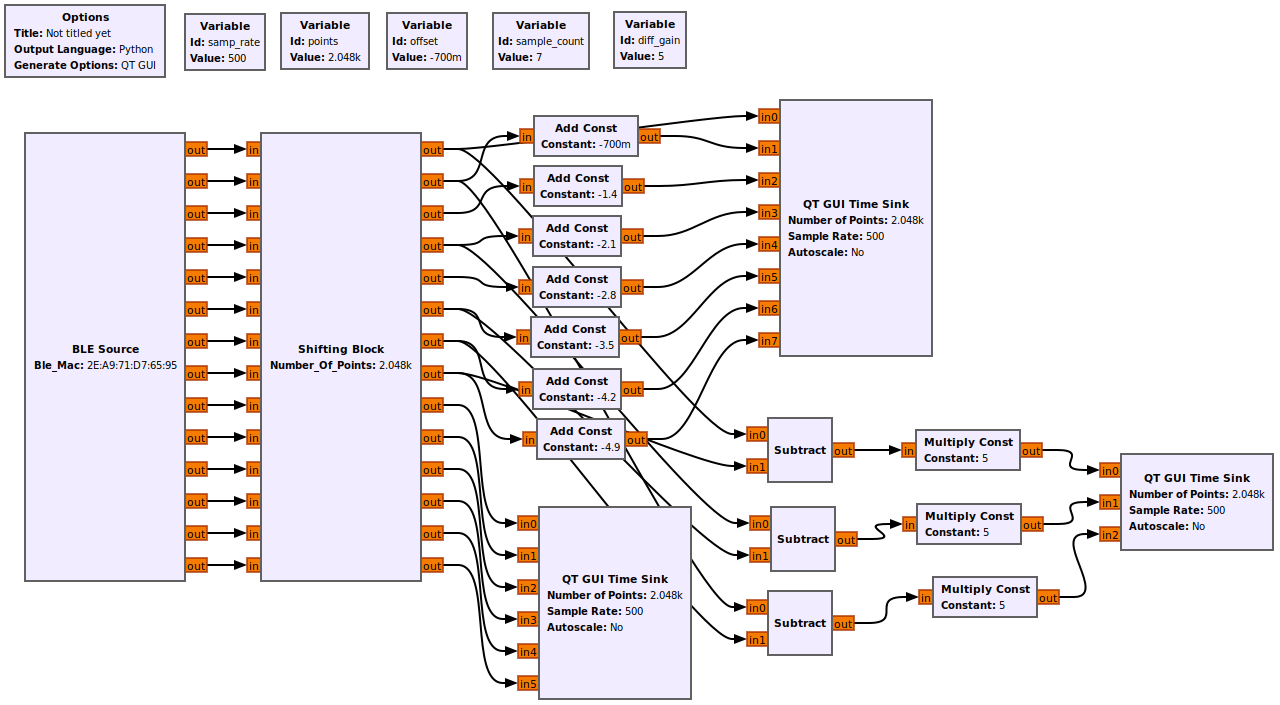 Options
Title: Not titled yet
Output Language: Python
Generate Options: QT GUI
Variable
Id: samp_rate
Value: 500
Variable
Id: points
Value: 2.048k
Variable
Id: offset
Value: -700m
Variable
Id: sample_count
Value: 7
Variable
Id: diff_gain
Value: 5
BLE Source
Ble_Mac: 2E:A9:71:D7:65:95
out
out
out
out
out
out
out
out
out
out
out
out
out
out
in
in
in
in
in
in
in
in
in
in
in
in
in
in
Shifting Block
Number_Of_Points: 2.048k
out
out
out
out
out
out
out
out
out
out
out
out
out
out
in
Add Const
Constant: -700m
out
in
Add Const
Constant: -1.4
out
in
Add Const
Constant: -2.1
out
in
Add Const
Constant: -2.8
out
in
Add Const
Constant: -3.5
out
in
Add Const
Constant: -4.2
out
in
Add Const
Constant: -4.9
out
in0
in1
in2
in3
in4
in5
in6
in7
QT GUI Time Sink
Number of Points: 2.048k
Sample Rate: 500
Autoscale: No
in0
in1
in2
in3
in4
in5
QT GUI Time Sink
Number of Points: 2.048k
Sample Rate: 500
Autoscale: No
in0
in1
Subtract
out
in0
in1
Subtract
out
in0
in1
Subtract
out
in
Multiply Const
Constant: 5
out
in
Multiply Const
Constant: 5
out
in
Multiply Const
Constant: 5
out
in0
in1
in2
QT GUI Time Sink
Number of Points: 2.048k
Sample Rate: 500
Autoscale: No